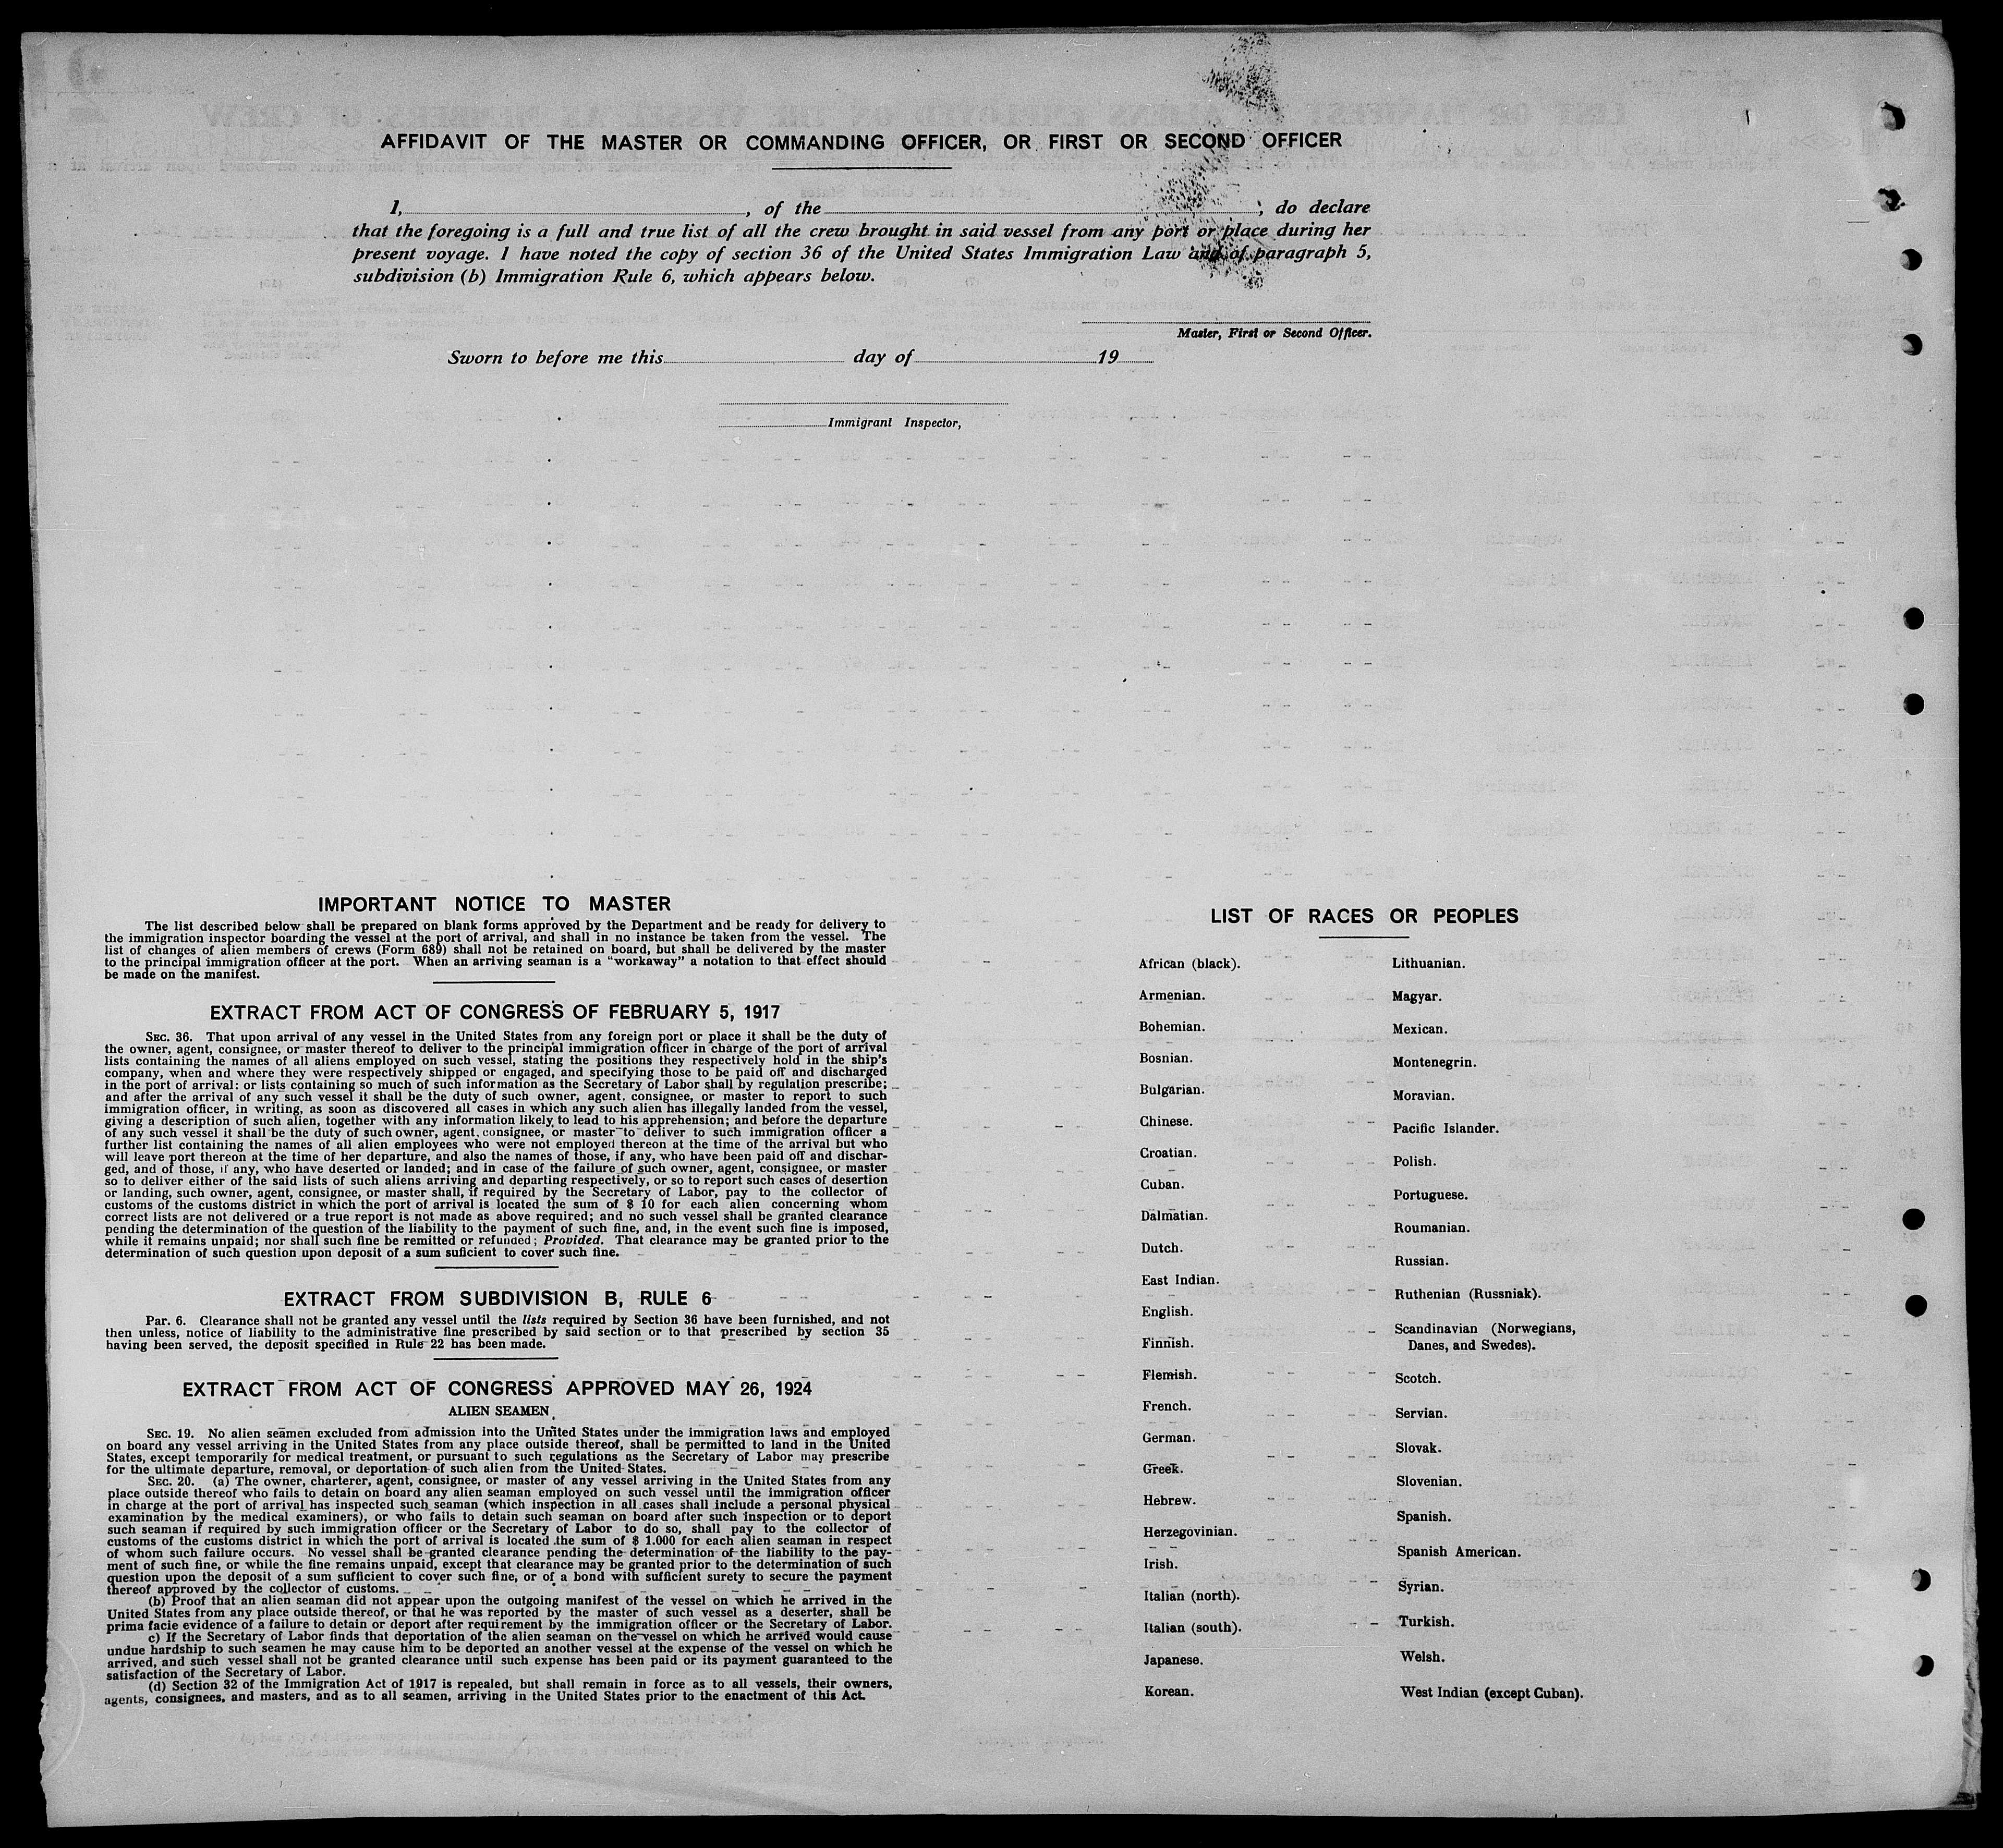 AFFIDAVIT OF THE MASTER OR COMMANDING OFFICER, OR FIRST OR SECOND OFFICER
I, , of the , do declare
that the foregoing is a full and true list of all the crew brought in said vessel from any port or place during her
present voyage. I have noted the copy of section 36 of the United States Immigration Law and of paragraph 5,
subdivision (b) Immigration Rule 6, which appears below.
Master, First or Second Officer.
Sworn to before me this day of 19
Immigrant Inspector,
IMPORTANT NOTICE TO MASTER
The list described below shall be prepared on blank forms approved by the Department and be ready for delivery to
the immigration inspector boarding the vessel at the port of arrival, and shall in no instance be taken from the vessel. The
list of changes of alien members of crews (Form 689) shall not be retained on board, but shall be delivered by the master
to the principal immigration officer at the port. When an arriving seaman is a "workaway" a notation to that effect should
be made on the manifest.
EXTRACT FROM ACT OF CONGRESS OF FEBRUARY 5, 1917
SEC. 36. That upon arrival of any vessel in the United States from any foreign port or place it shall be the duty of
the owner, agent, consignee, or master thereof to deliver to the principal immigration officer in charge of the port of arrival
lists containing the names of all aliens employed on such vessel, stating the positions they respectively hold in the ship's
company, when and where they were respectively shipped or engaged, and specifying those to be paid off and discharged
in the port of arrival: or lists containing so much of such information as the Secretary of Labor shall by regulation prescribe;
and after the arrival of any such vessel it shall be the duty of such owner, agent, consignee, or master to report to such
immigration officer, in writing, as soon as discovered all cases in which any such alien has illegally landed from the vessel,
giving a description of such alien, together with any information likely to lead to his apprehension; and before the departure
of any such vessel it shall be the duty of such owner, agent, consignee, or master to deliver to such immigration officer a
further list containing the names of all alien employees who were not employed thereon at the time of the arrival but who
will leave port thereon at the time of her departure, and also the names of those, if any, who have been paid off and dischar-
ged, and of those, if any, who have deserted or landed; and in case of the failure of such owner, agent, consignee, or master
so to deliver either of the said lists of such aliens arriving and departing respectively, or so to report such cases of desertion
or landing, such owner, agent, consignee, or master shall, if required by the Secretary of Labor, pay to the collector of
customs of the customs district in which the port of arrival is located the sum of $ 10 for each alien concerning whom
correct lists are not delivered or a true report is not made as above required; and no such vessel shall be granted clearance
pending the determination of the question of the liability to the payment of such fine, and, in the event such fine is imposed,
while it remains unpaid; nor shall such fine be remitted or refunded; Provided. That clearance may be granted prior to the
determination of such question upon deposit of a sum suficient to cover such fine.
EXTRACT FROM SUBDIVISION B, RULE 6
Par. 6. Clearance shall not be granted any vessel until the lists required by Section 36 have been furnished, and not
then unless, notice of liability to the administrative fine prescribed by said section or to that prescribed by section 35
having been served, the deposit specified in Rule 22 has been made.
EXTRACT FROM ACT OF CONGRESS APPROVED MAY 26, 1924
ALIEN SEAMEN
SEC. 19. No alien seamen excluded from admission into the United States under the immigration laws and employed
on board any vessel arriving in the United States from any place outside thereof, shall be permitted to land in the United
States, except temporarily for medical treatment, or pursuant to such regulations as the Secretary of Labor may prescribe
for the ultimate departure, removal, or deportation of such alien from the United States.
SEC. 20. (a) The owner, charterer, agent, consignee, or master of any vessel arriving in the United States from any
place outside thereof who fails to detain on board any alien seaman employed on such vessel until the immigration officer
in charge at the port of arrival has inspected such seaman (which inspection in all cases shall include a personal physical
examination by the medical examiners), or who fails to detain such seaman on board after such inspection or to deport
such seaman if required by such immigration officer or the Secretary of Labor to do so, shall pay to the collector of
customs of the customs district in which the port of arrival is located the sum of $ 1.000 for each alien seaman in respect
of whom such failure occurs. No vessel shall be granted clearance pending the determination of the liability to the pay-
ment of such fine, or while the fine remains unpaid, except that clearance may be granted prior to the determination of such
question upon the deposit of a sum sufficient to cover such fine, or of a bond with sufficient surety to secure the payment
thereof approved by the collector of customs.
(b) Proof that an alien seaman did not appear upon the outgoing manifest of the vessel on which he arrived in the
United States from any place outside thereof, or that he was reported by the master of such vessel as a deserter, shall be
prima facie evidence of a failure to detain or deport after requirement by the immigration officer or the Secretary of Labor.
c) If the Secretary of Labor finds that deportation of the alien seaman on the vessel on which he arrived would cause
undue hardship to such seamen he may cause him to be deported an another vessel at the expense of the vessel on which he
arrived, and such vessel shall not be granted clearance until such expense has been paid or its payment guaranteed to the
satisfaction of the Secretary of Labor.
(d) Section 32 of the Immigration Act of 1917 is repealed, but shall remain in force as to all vessels, their owners,
agents, consignees, and masters, and as to all seamen, arriving in the United States prior to the enactment of this Act.
LIST OF RACES OR PEOPLES
African (black).
Armenian.
Bohemian.
Bosnian.
Bulgarian.
Chinese.
Croatian.
Cuban.
Dalmatian.
Dutch.
East Indian.
English.
Finnish.
Flemish.
French.
German.
Greek.
Hebrew.
Herzegovinian.
Irish.
Italian (north).
Italian (south).
Japanese.
Korean.
Lithuanian.
Magyar.
Mexican.
Montenegrin.
Moravian.
Pacific Islander.
Polish.
Portuguese.
Roumanian.
Russian.
Ruthenian (Russniak).
Scandinavian (Norwegians,
Danes, and Swedes).
Scotch.
Servian.
Slovak.
Slovenian.
Spanish.
Spanish American.
Syrian.
Turkish.
Welsh.
West Indian (except Cuban).